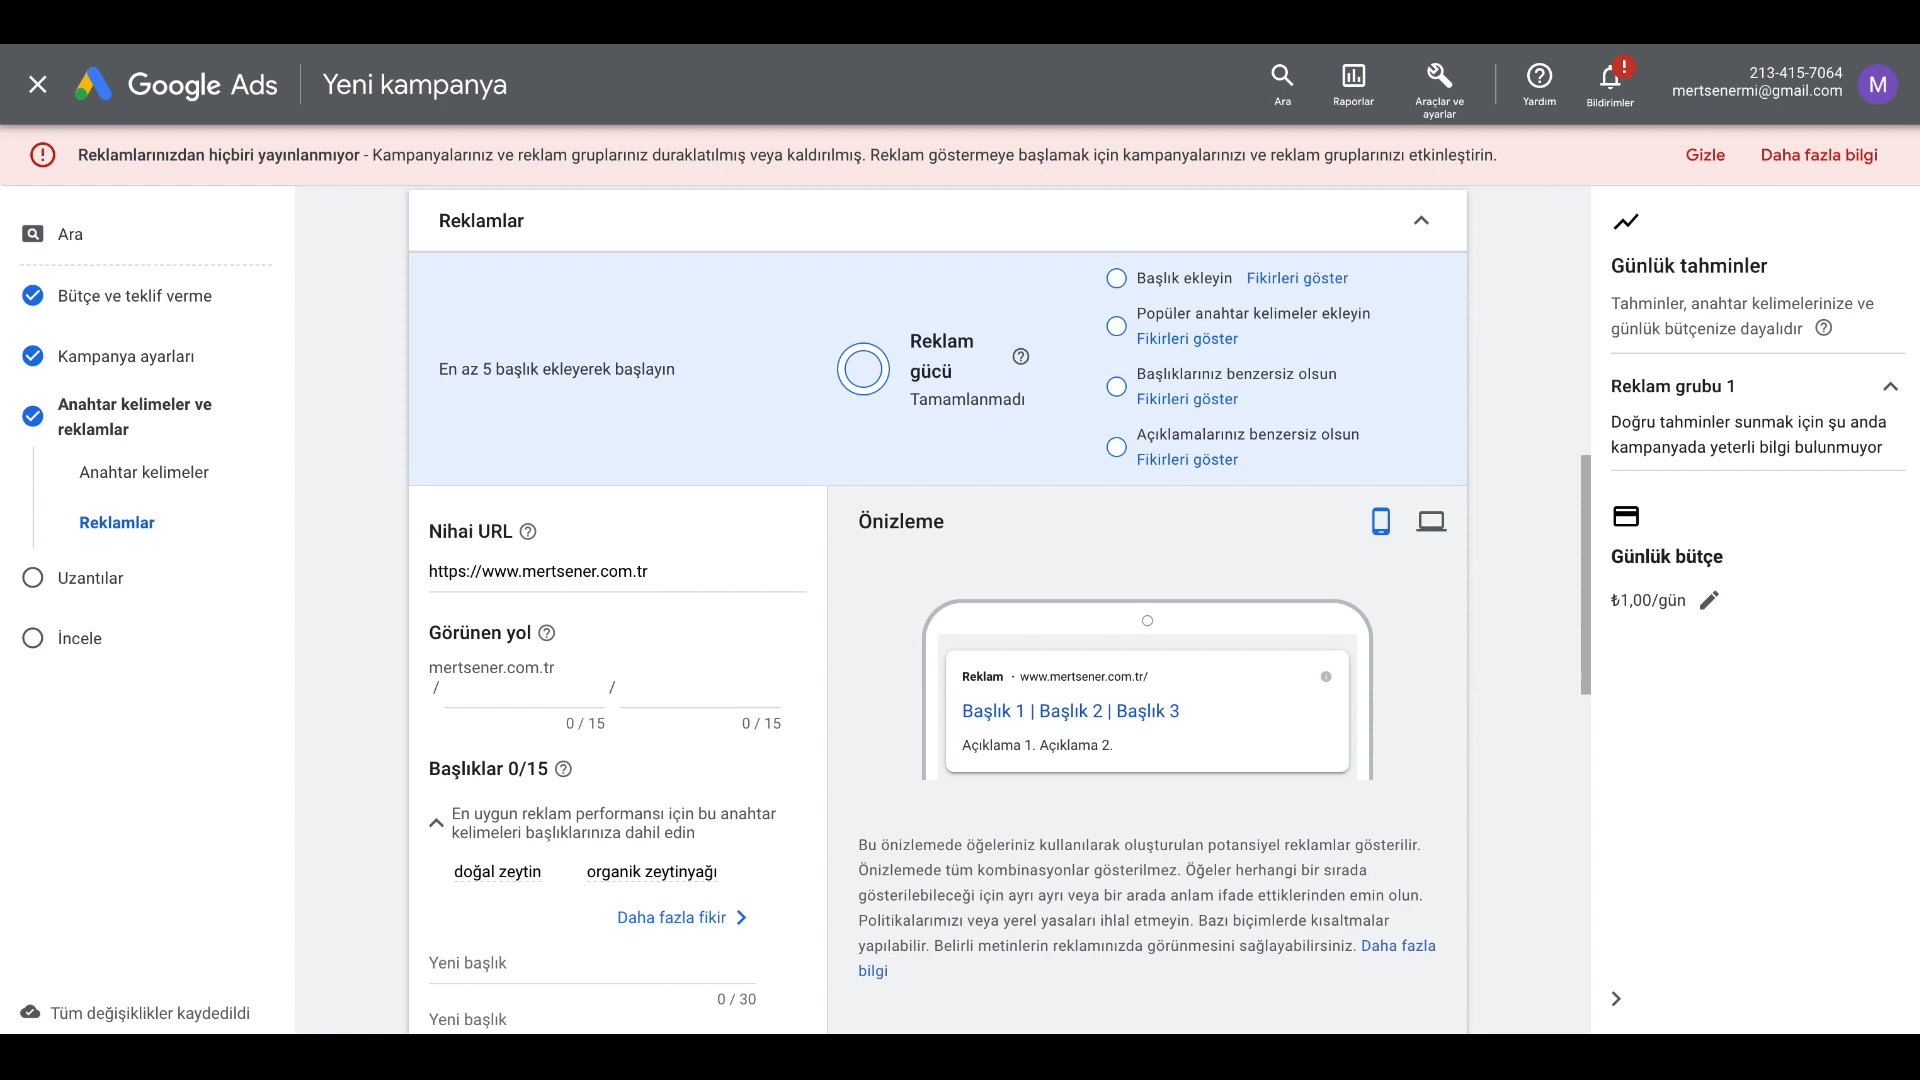 Google Ads
Yeni kampanya
Ara
Raporlar
Araçlar ve
ayarlar
Yardım
!
Bildirimler
213-415-7064
mertsenermi@gmail.com
M
Reklamlarınızdan hiçbiri yayınlanmıyor - Kampanyalarınız ve reklam gruplarınız duraklatılmış veya kaldırılmış. Reklam göstermeye başlamak için kampanyalarınızı ve reklam gruplarınızı etkinleştirin.
Gizle
Daha fazla bilgi
Ara
Bütçe ve teklif verme
Kampanya ayarları
Anahtar kelimeler ve
reklamlar
Anahtar kelimeler
Reklamlar
Uzantılar
İncele
Tüm değişiklikler kaydedildi
Reklamlar
En az 5 başlık ekleyerek başlayın
Reklam
gücü
Tamamlanmadı
Başlık ekleyin Fikirleri göster
Popüler anahtar kelimeler ekleyin
Fikirleri göster
Başlıklarınız benzersiz olsun
Fikirleri göster
Açıklamalarınız benzersiz olsun
Fikirleri göster
Nihai URL
https://www.mertsener.com.tr
Görünen yol
mertsener.com.tr
/ /
0 / 15 0 / 15
Başlıklar 0/15
En uygun reklam performansı için bu anahtar
kelimeleri başlıklarınıza dahil edin
doğal zeytin organik zeytinyağı
Daha fazla fikir
Yeni başlık
0 / 30
Yeni başlık
Önizleme
Reklam · www.mertsener.com.tr/
Başlık 1 | Başlık 2 | Başlık 3
Açıklama 1. Açıklama 2.
Bu önizlemede öğeleriniz kullanılarak oluşturulan potansiyel reklamlar gösterilir.
Önizlemede tüm kombinasyonlar gösterilmez. Öğeler herhangi bir sırada
gösterilebileceği için ayrı ayrı veya bir arada anlam ifade ettiklerinden emin olun.
Politikalarımızı veya yerel yasaları ihlal etmeyin. Bazı biçimlerde kısaltmalar
yapılabilir. Belirli metinlerin reklamınızda görünmesini sağlayabilirsiniz. Daha fazla
bilgi
Günlük tahminler
Tahminler, anahtar kelimelerinize ve
günlük bütçenize dayalıdır
Reklam grubu 1
Doğru tahminler sunmak için şu anda
kampanyada yeterli bilgi bulunmuyor
Günlük bütçe
₺1,00/gün